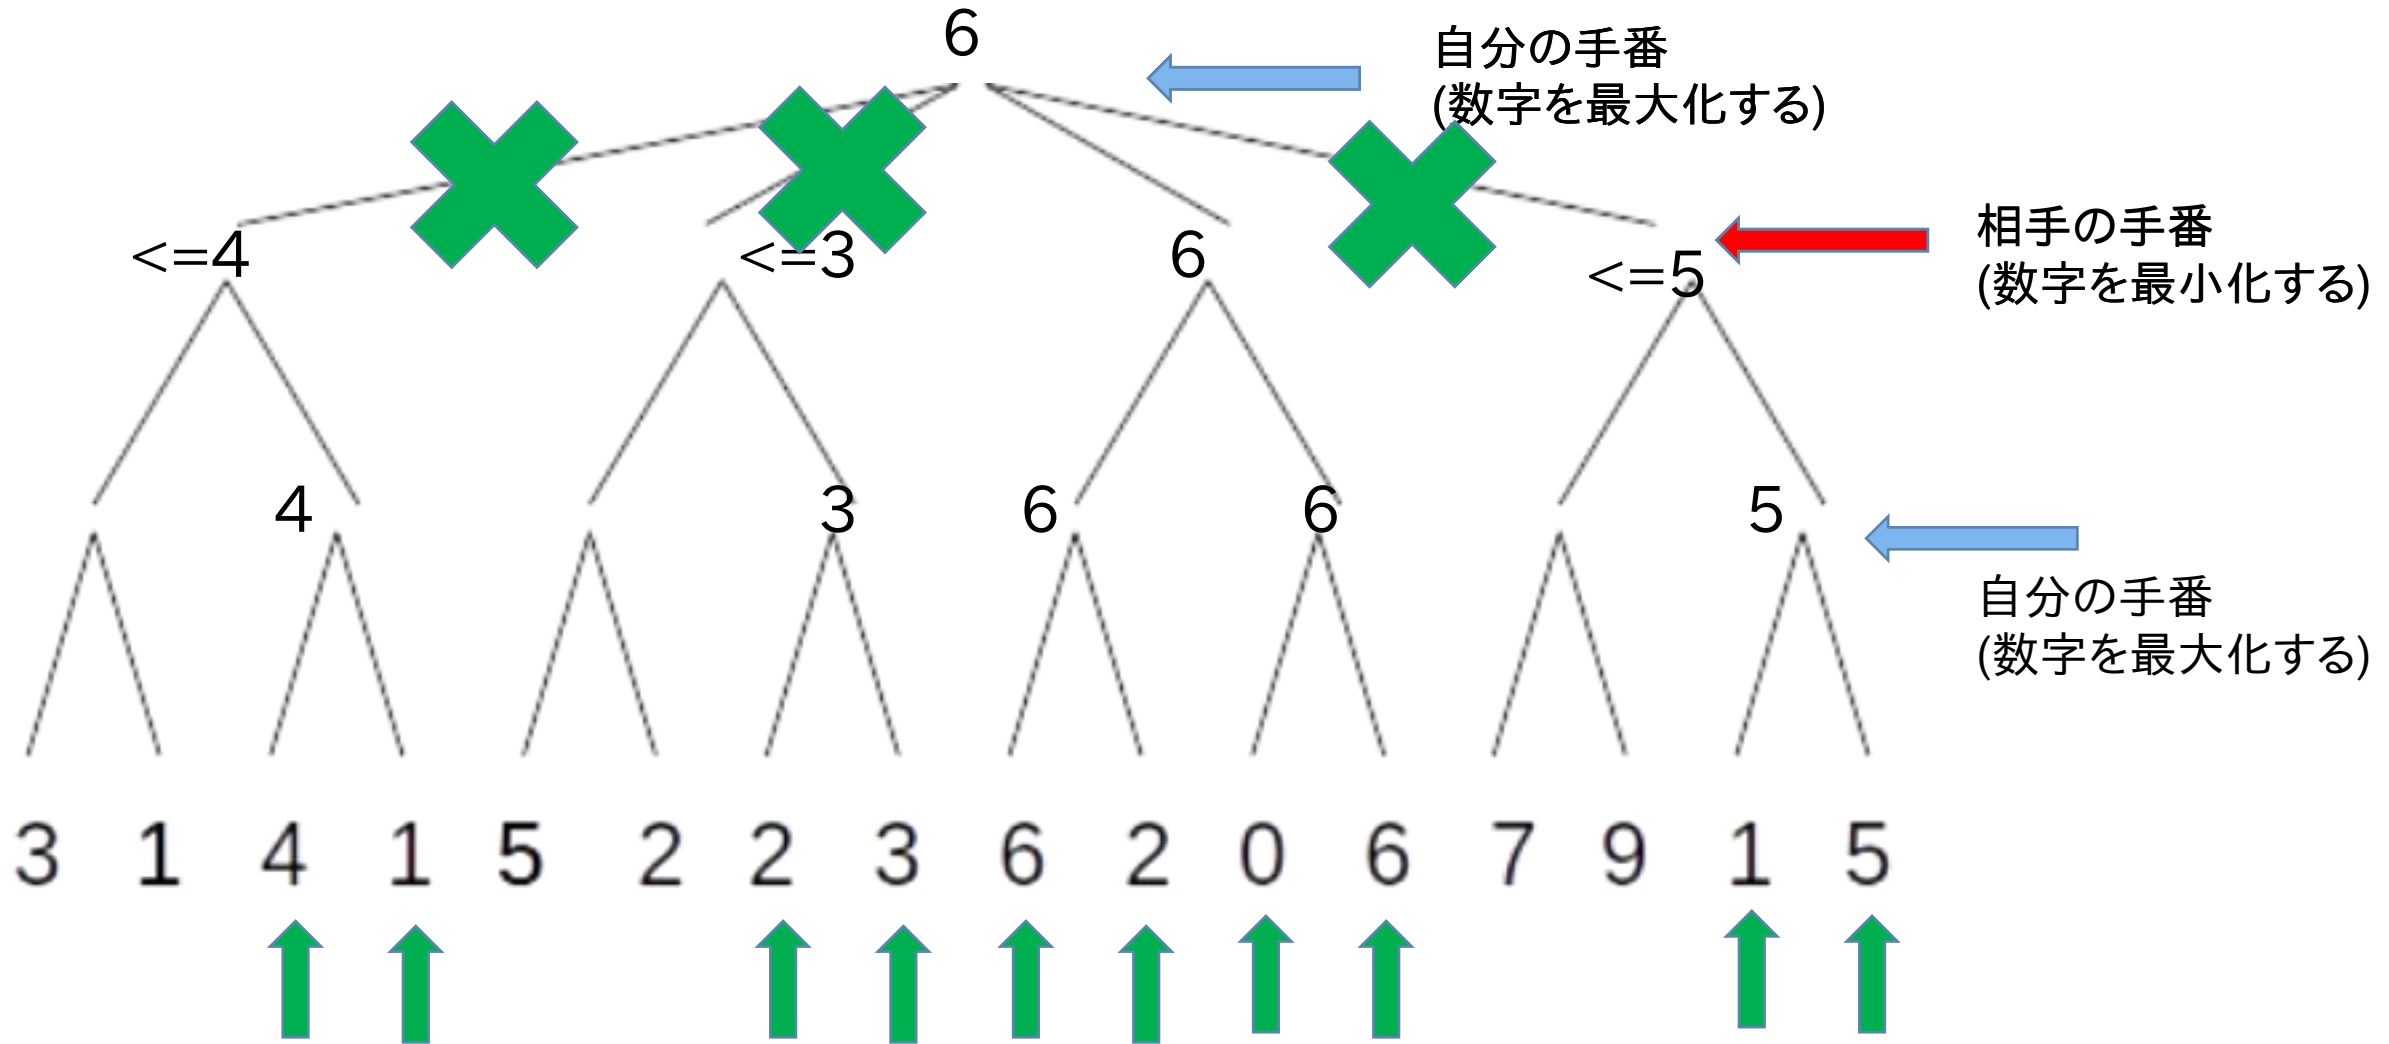 6
自分の手番
(数字を最大化する)
<=4
<=3
6
<=5
相手の手番
(数字を最小化する)
4
3
6
6
5
自分の手番
(数字を最大化する)
3 1 4 1 5 2 2 3 6 2 0 6 7 9 1 5